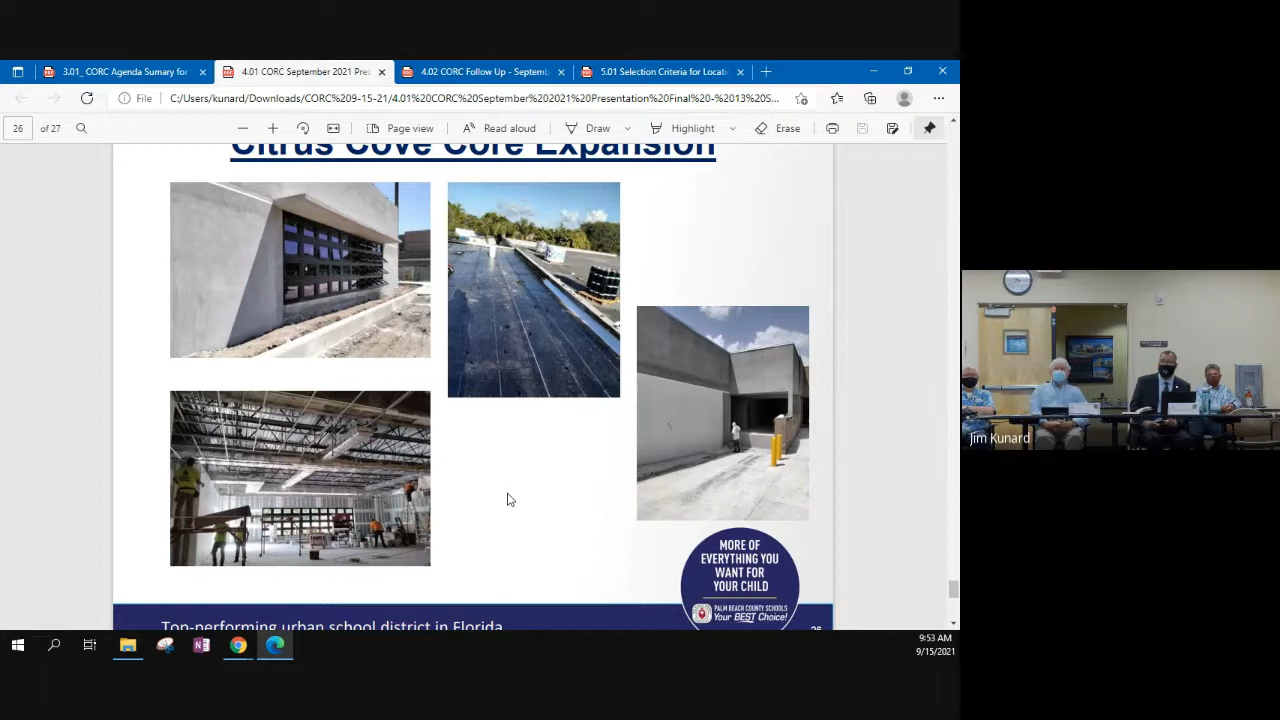 3.01_ CORC Agenda Sumary for
4.01 CORC September 2021 Pres
4.02 CORC Follow Up - Septemb
5.01 Selection Criteria for Locati
File
C:/Users/kunard/Downloads/CORC%209-15-21/4.01%20CORC%20September%202021%20Presentation%20Final%20-%2013%20S...
26 of 27
Page view
Read aloud
Draw
Highlight
Erase
Citrus Cove Core Expansion
MORE OF
EVERYTHING YOU
WANT FOR
YOUR CHILD
PALM BEACH COUNTY SCHOOLS
Your BEST Choice!
Top-performing urban school district in Florida
26
9:53 AM
9/15/2021
Jim Kunard